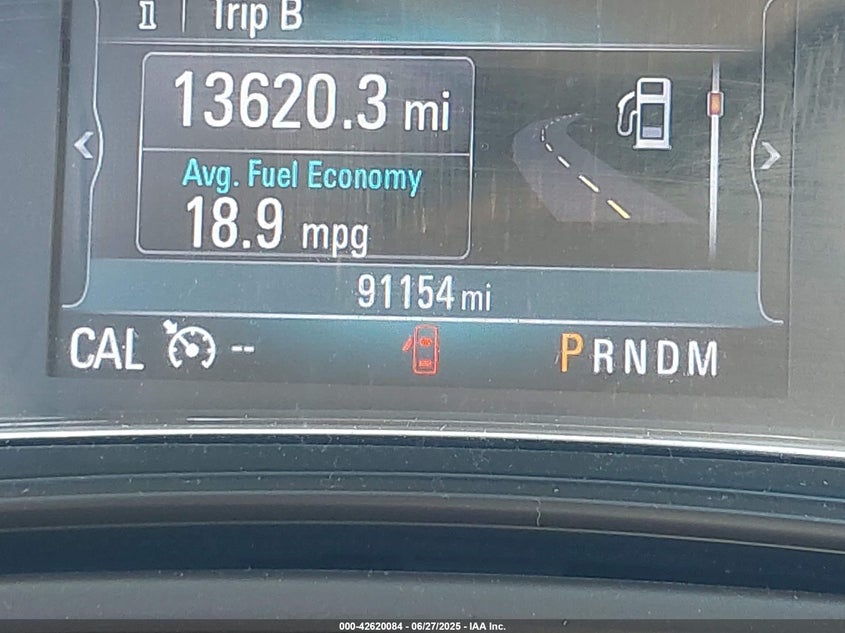 Trip B
13620.3 mi
Avg. Fuel Economy
18.9 mpg
91154 mi
CAL -- PRNDM
000-42620084 - 06/27/2025 - IAA Inc.